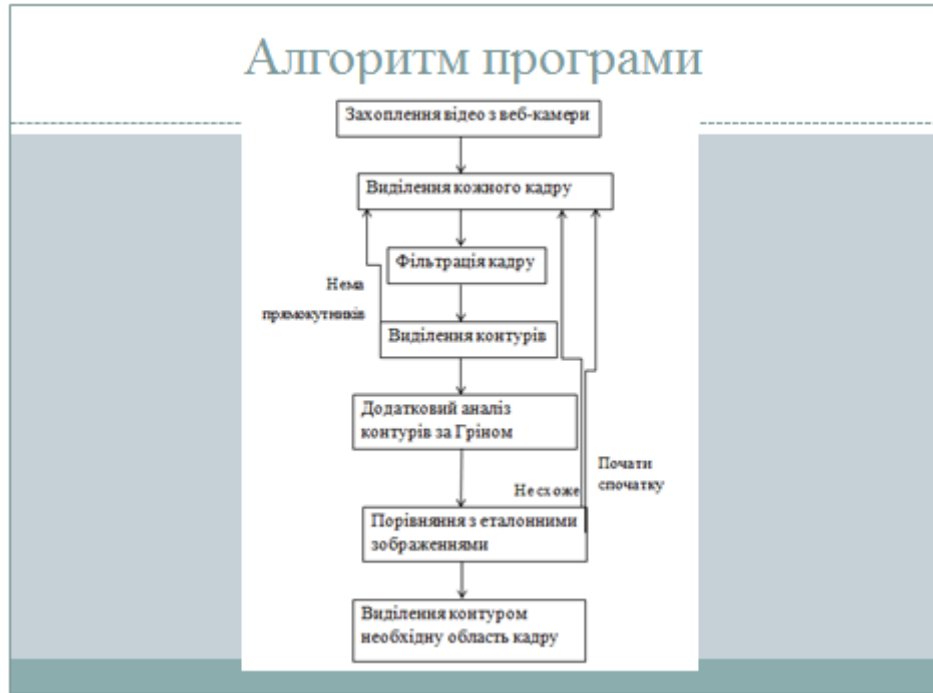 Алгоритм програми
Захоплення відео з веб-камери
Виділення кожного кадру
Фільтрація кадру
Нема
прямокутників
Виділення контурів
Додатковий аналіз
контурів за Гріном
Почати
спочатку
Не схоже
Порівняня з еталонними
зображеннями
Виділення контуром
необхідну область кадру